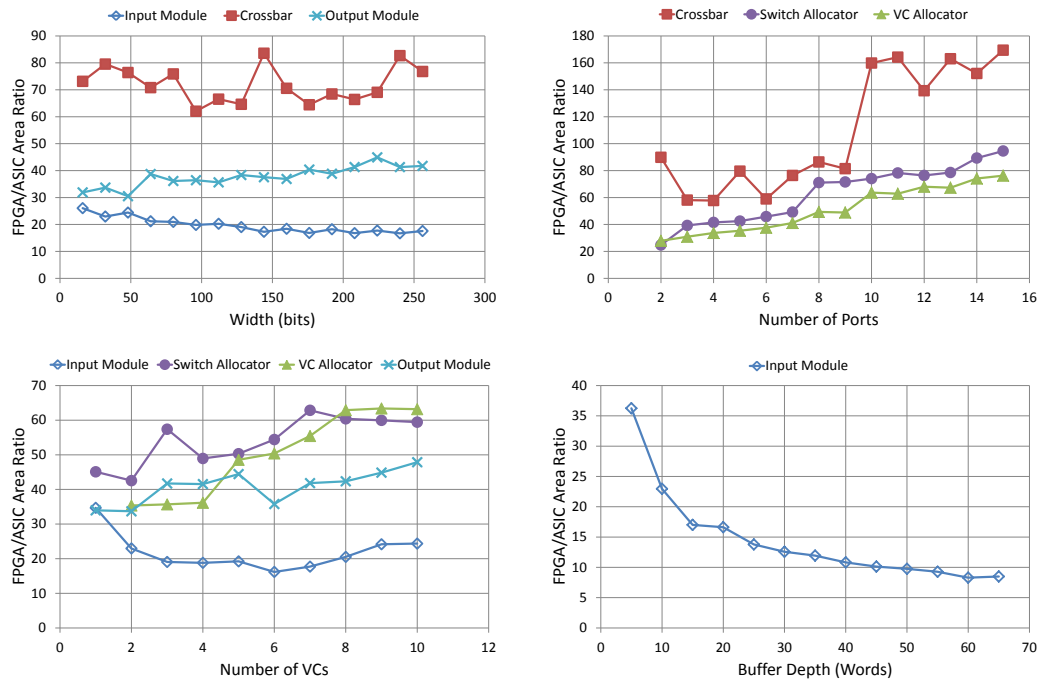 Input Module Crossbar Output Module
FPGA/ASIC Area Ratio
90
80
70
60
50
40
30
20
10
0
0 50 100 150 200 250 300
Width (bits)
Crossbar Switch Allocator VC Allocator
FPGA/ASIC Area Ratio
180
160
140
120
100
80
60
40
20
0
0 2 4 6 8 10 12 14 16
Number of Ports
Input Module Switch Allocator VC Allocator Output Module
FPGA/ASIC Area Ratio
70
60
50
40
30
20
10
0
0 2 4 6 8 10 12
Number of VCs
Input Module
FPGA/ASIC Area Ratio
40
35
30
25
20
15
10
5
0
0 10 20 30 40 50 60 70
Buffer Depth (Words)